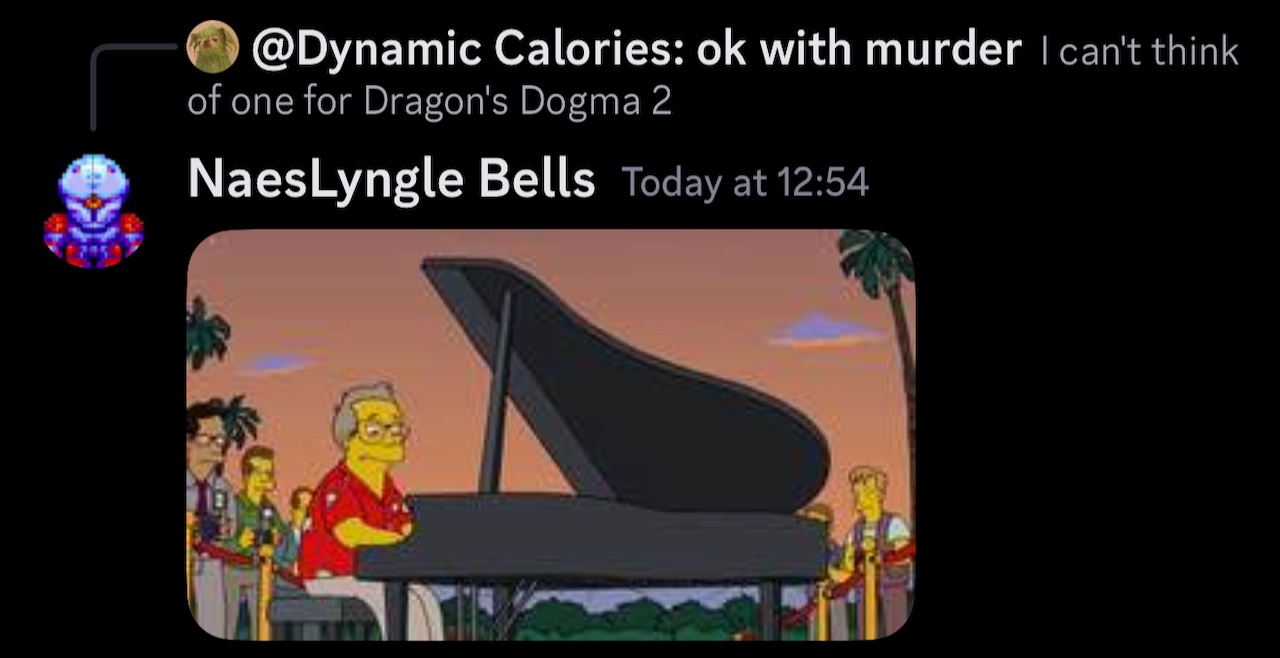 @Dynamic Calories: ok with murder I can't think
of one for Dragon's Dogma 2
NaesLyngle Bells Today at 12:54